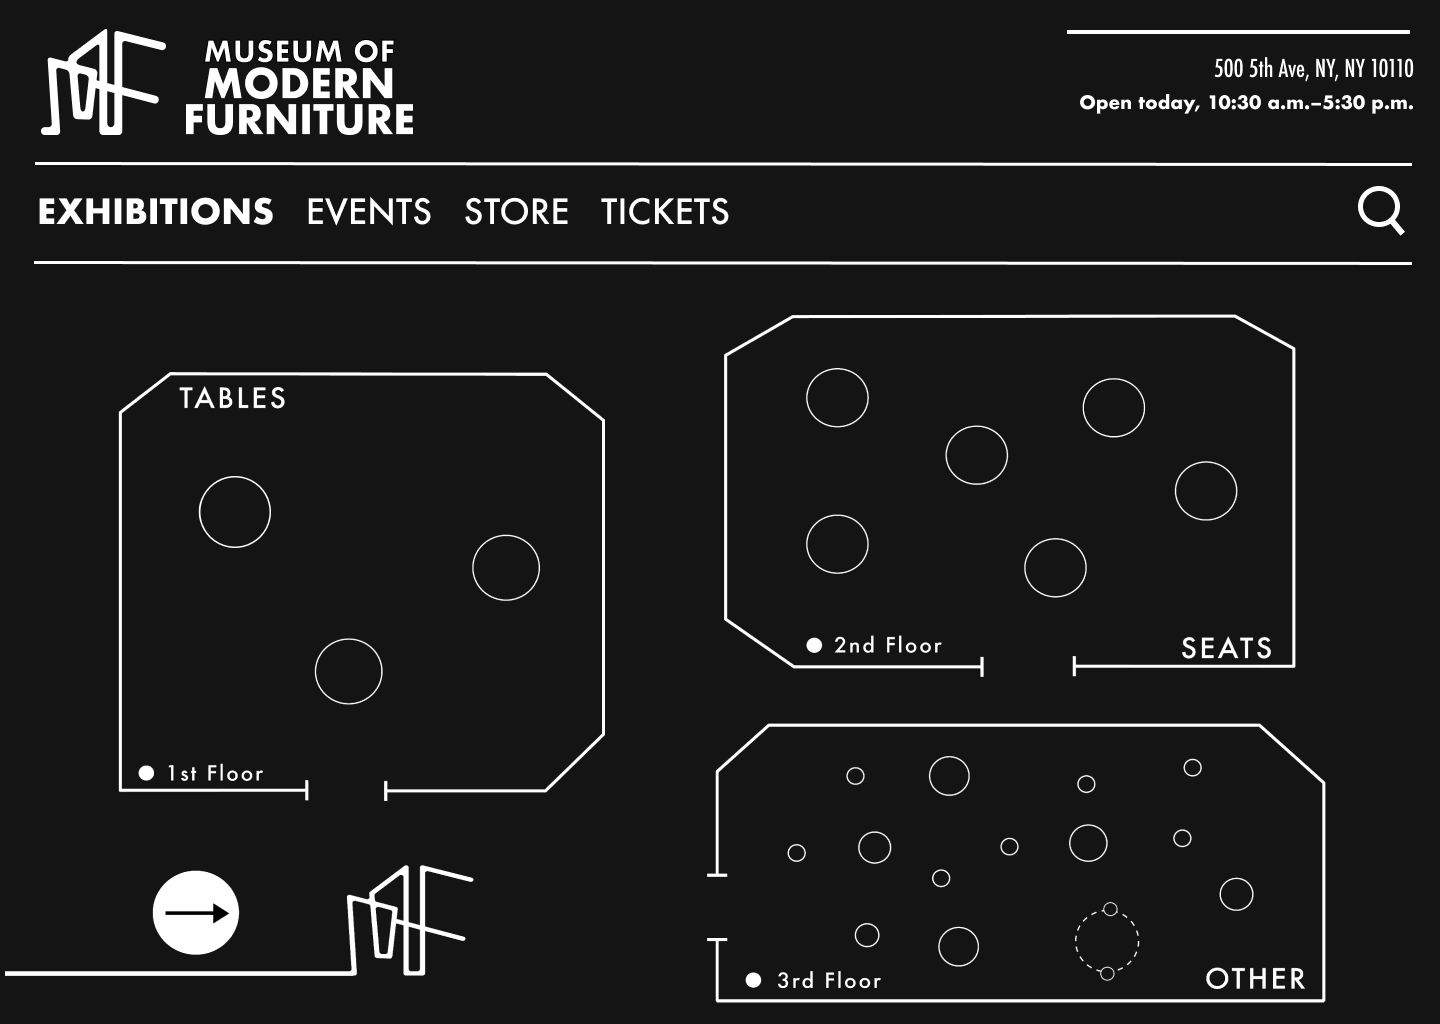 MUSEUM OF
MODERN
FURNITURE
500 5th Ave, NY, NY 10110
Open today, 10:30 a.m.–5:30 p.m.
EXHIBITIONS EVENTS STORE TICKETS
TABLES
1st Floor
2nd Floor
SEATS
3rd Floor
OTHER